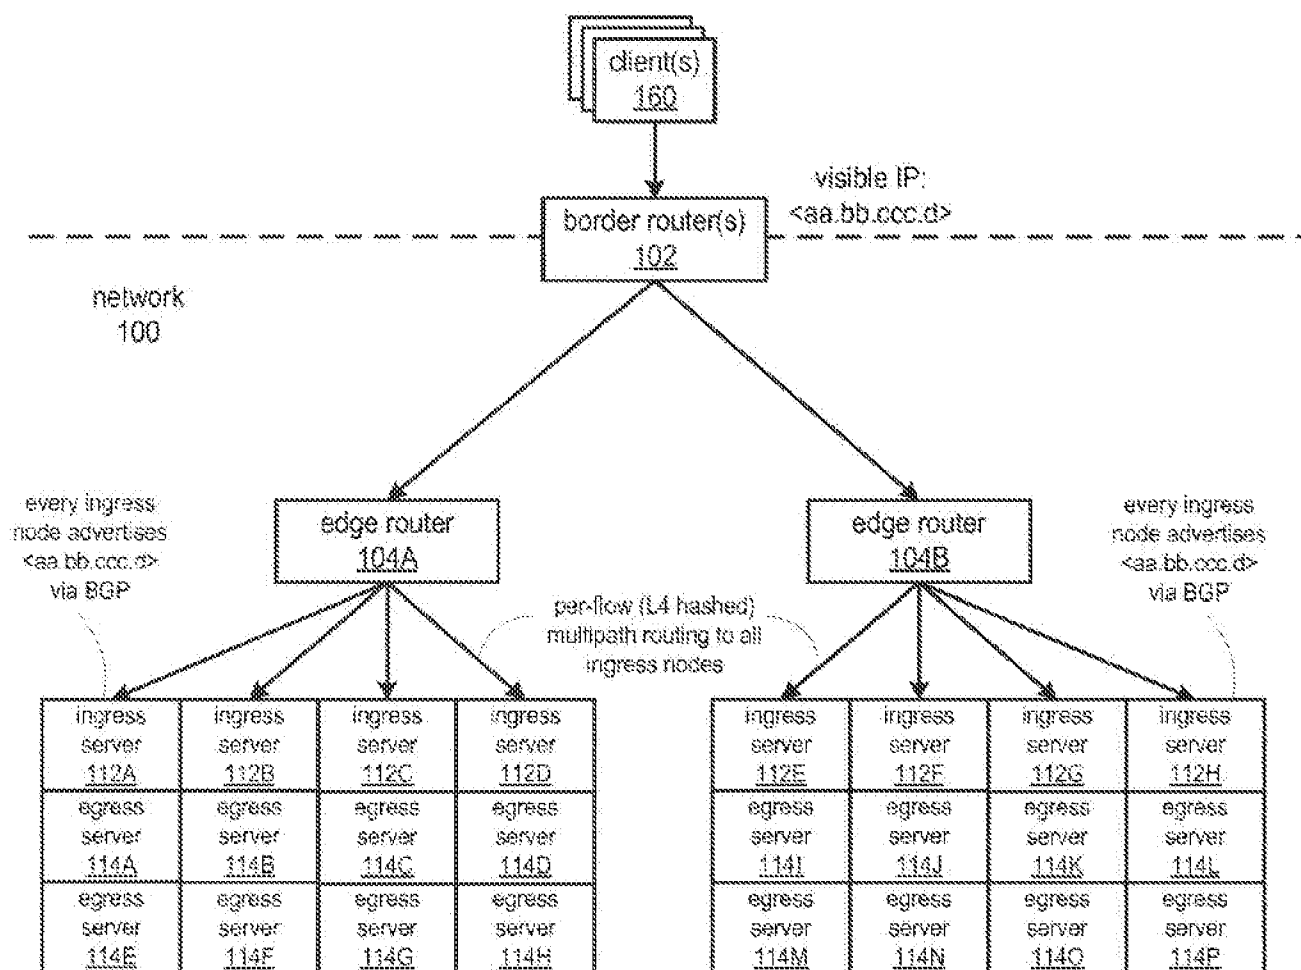 client(s)
160
visible IP:
<aa.bb.ccc.d>
border router(s)
102
network
100
every ingress
node advertises
<aa.bb.ccc.d>
via BGP
edge router
104A
edge router
104B
every ingress
node advertises
<aa.bb.ccc.d>
via BGP
per-flow (L4 hashed)
multipath routing to all
ingress nodes
ingress ingress ingress ingress ingress ingress ingress ingress
server server server server server server server server
112A 112B 112C 112D 112E 112F 112G 112H
egress egress egress egress egress egress egress egress
server server server server server server server server
114A 114B 114C 114D 114I 114J 114K 114L
egress egress egress egress egress egress egress egress
server server server server server server server server
114E 114F 114G 114H 114M 114N 114O 114P